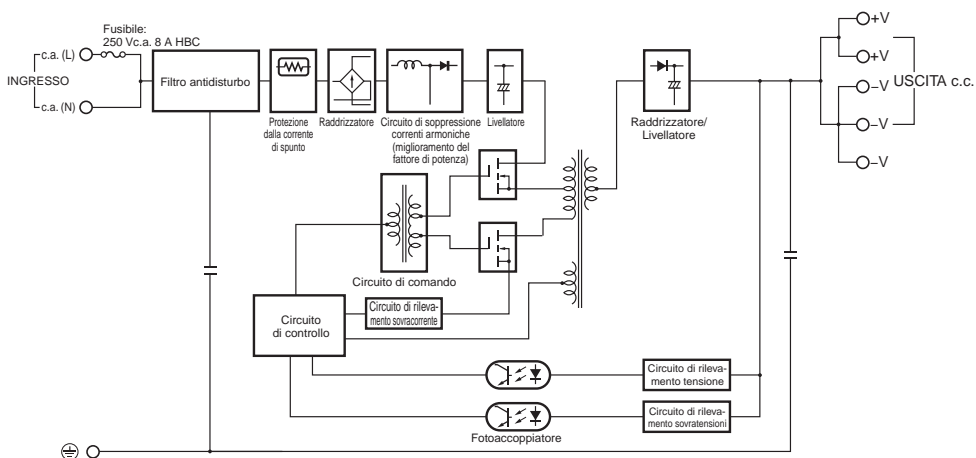 Fusibile:
250 Vc.a. 8 A HBC
c.a. (L)
INGRESSO
c.a. (N)
Filtro antidisturbo
Protezione
dalla corrente
di spunto
Raddrizzatore
Circuito di soppressione
correnti armoniche
(miglioramento del
fattore di potenza)
Livellatore
Raddrizzatore/
Livellatore
+V
+V
–V
–V
–V
USCITA c.c.
Circuito di comando
Circuito
di controllo
Circuito di rileva-
mento sovracorrente
Circuito di rileva-
mento tensione
Circuito di rileva-
mento sovratensioni
Fotoaccoppiatore